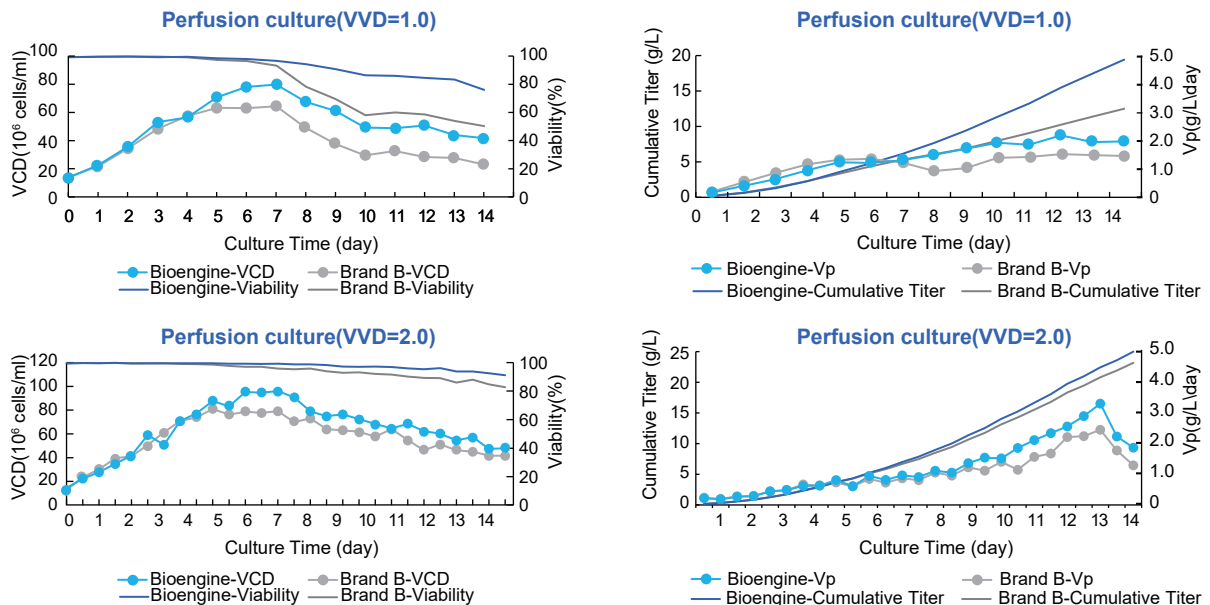 Perfusion culture(VVD=1.0)
VCD(10⁶ cells/ml)
100
80
60
40
20
0
0 1 2 2 3 4 5 6 7 8 9 10 11 12 13 14
100
80
60
40
20
0
Viability(%)
Culture Time (day)
Bioengine-VCD
Brand B-VCD
Bioengine-Viability
Brand B-Viability
Perfusion culture(VVD=1.0)
Cumulative Titer (g/L)
20
15
10
5
0
0 1 2 3 4 5 6 7 8 9 10 11 12 13 14
5.0
4.0
3.0
2.0
1.0
0
Vp(g/L\day
Culture Time (day)
Bioengine-Vp
Brand B-Vp
Bioengine-Cumulative Titer
Brand B-Cumulative Titer
Perfusion culture(VVD=2.0)
VCD(10⁶ cells/ml)
120
100
80
60
40
20
0
0 1 2 3 4 5 6 7 8 9 10 11 12 13 14
100
80
60
40
20
0
Viability(%)
Culture Time (day)
Bioengine-VCD
Brand B-VCD
Bioengine-Viability
Brand B-Viability
Perfusion culture(VVD=2.0)
Cumulative Titer (g/L)
25
20
15
10
5
0
1 2 3 4 5 6 7 8 9 10 11 12 13 14
5.0
4.0
3.0
2.0
1.0
0
Vp(g/L\day
Culture Time (day)
Bioengine-Vp
Brand B-Vp
Bioengine-Cumulative Titer
Brand B-Cumulative Titer